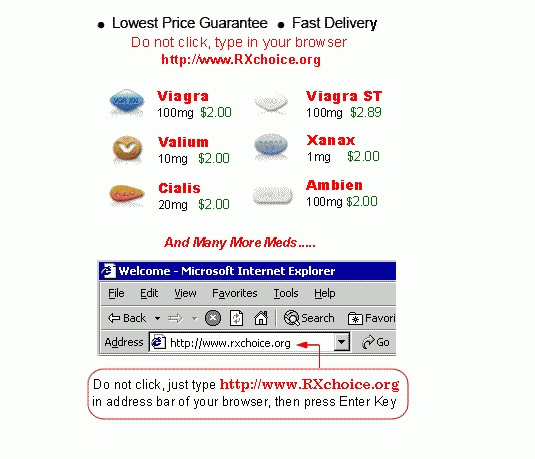 • Lowest Price Guarantee • Fast Delivery
Do not click, type in your browser
http://www.RXchoice.org
Viagra Viagra ST
100mg $2.00 100mg $2.89
Valium Xanax
10mg $2.00 1mg $2.00
Cialis Ambien
20mg $2.00 100mg $2.00
And Many More Meds.....
Welcome - Microsoft Internet Explorer
File Edit View Favorites Tools Help
Back Search Favori
Address http://www.rxchoice.org Go
Do not click, just type http://www.RXchoice.org
in address bar of your browser, then press Enter Key